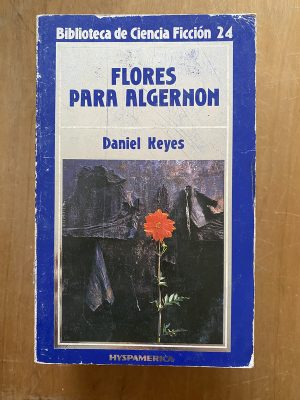 Biblioteca de Ciencia Ficción 24
FLORES
PARA ALGERNON
Daniel Keyes
HYSPAMERICA